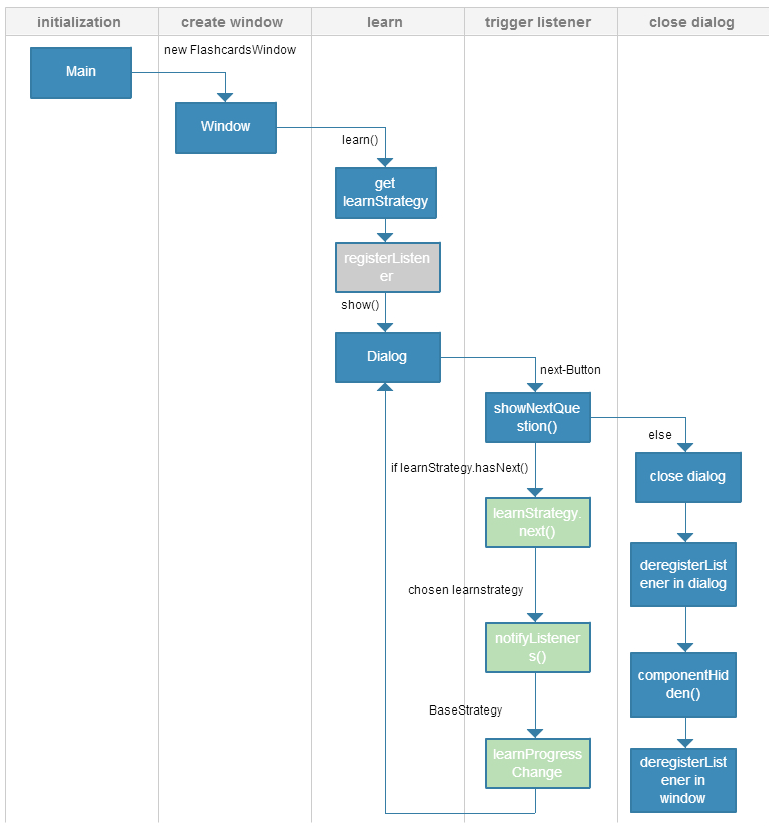 initialization
create window
learn
trigger listener
close dialog
new FlashcardsWindow
Main
Window
learn()
get
learnStrategy
registerListen
er
show()
Dialog
next-Button
showNextQue
stion()
else
if learnStrategy.hasNext()
close dialog
learnStrategy.
next()
deregisterList
ener in dialog
chosen learnstrategy
notifyListener
s()
componentHid
den()
BaseStrategy
learnProgress
Change
deregisterList
ener in
window